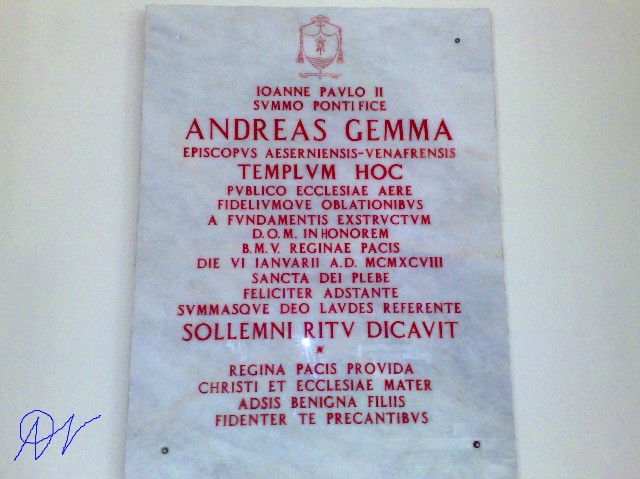 IOANNE PAVLO II
SVMMO PONTIFICE
ANDREAS GEMMA
EPISCOPVS AESERNIENSIS-VENAFRENSIS
TEMPLVM HOC
PVBLICO ECCLESIAE AERE
FIDELIVMQVE OBLATIONIBVS
A FVNDAMENTIS EXSTRVCTVM
D.O.M. IN HONOREM
B.M.V. REGINAE PACIS
DIE VI IANVARII A.D. MCMXCVIII
SANCTA DEI PLEBE
FELICITER ADSTANTE
SVMMASQVE DEO LAVDES REFERENTE
SOLLEMNI RITV DICAVIT
*
REGINA PACIS PROVIDA
CHRISTI ET ECCLESIAE MATER
ADSIS BENIGNA FILIIS
FIDENTER TE PRECANTIBVS